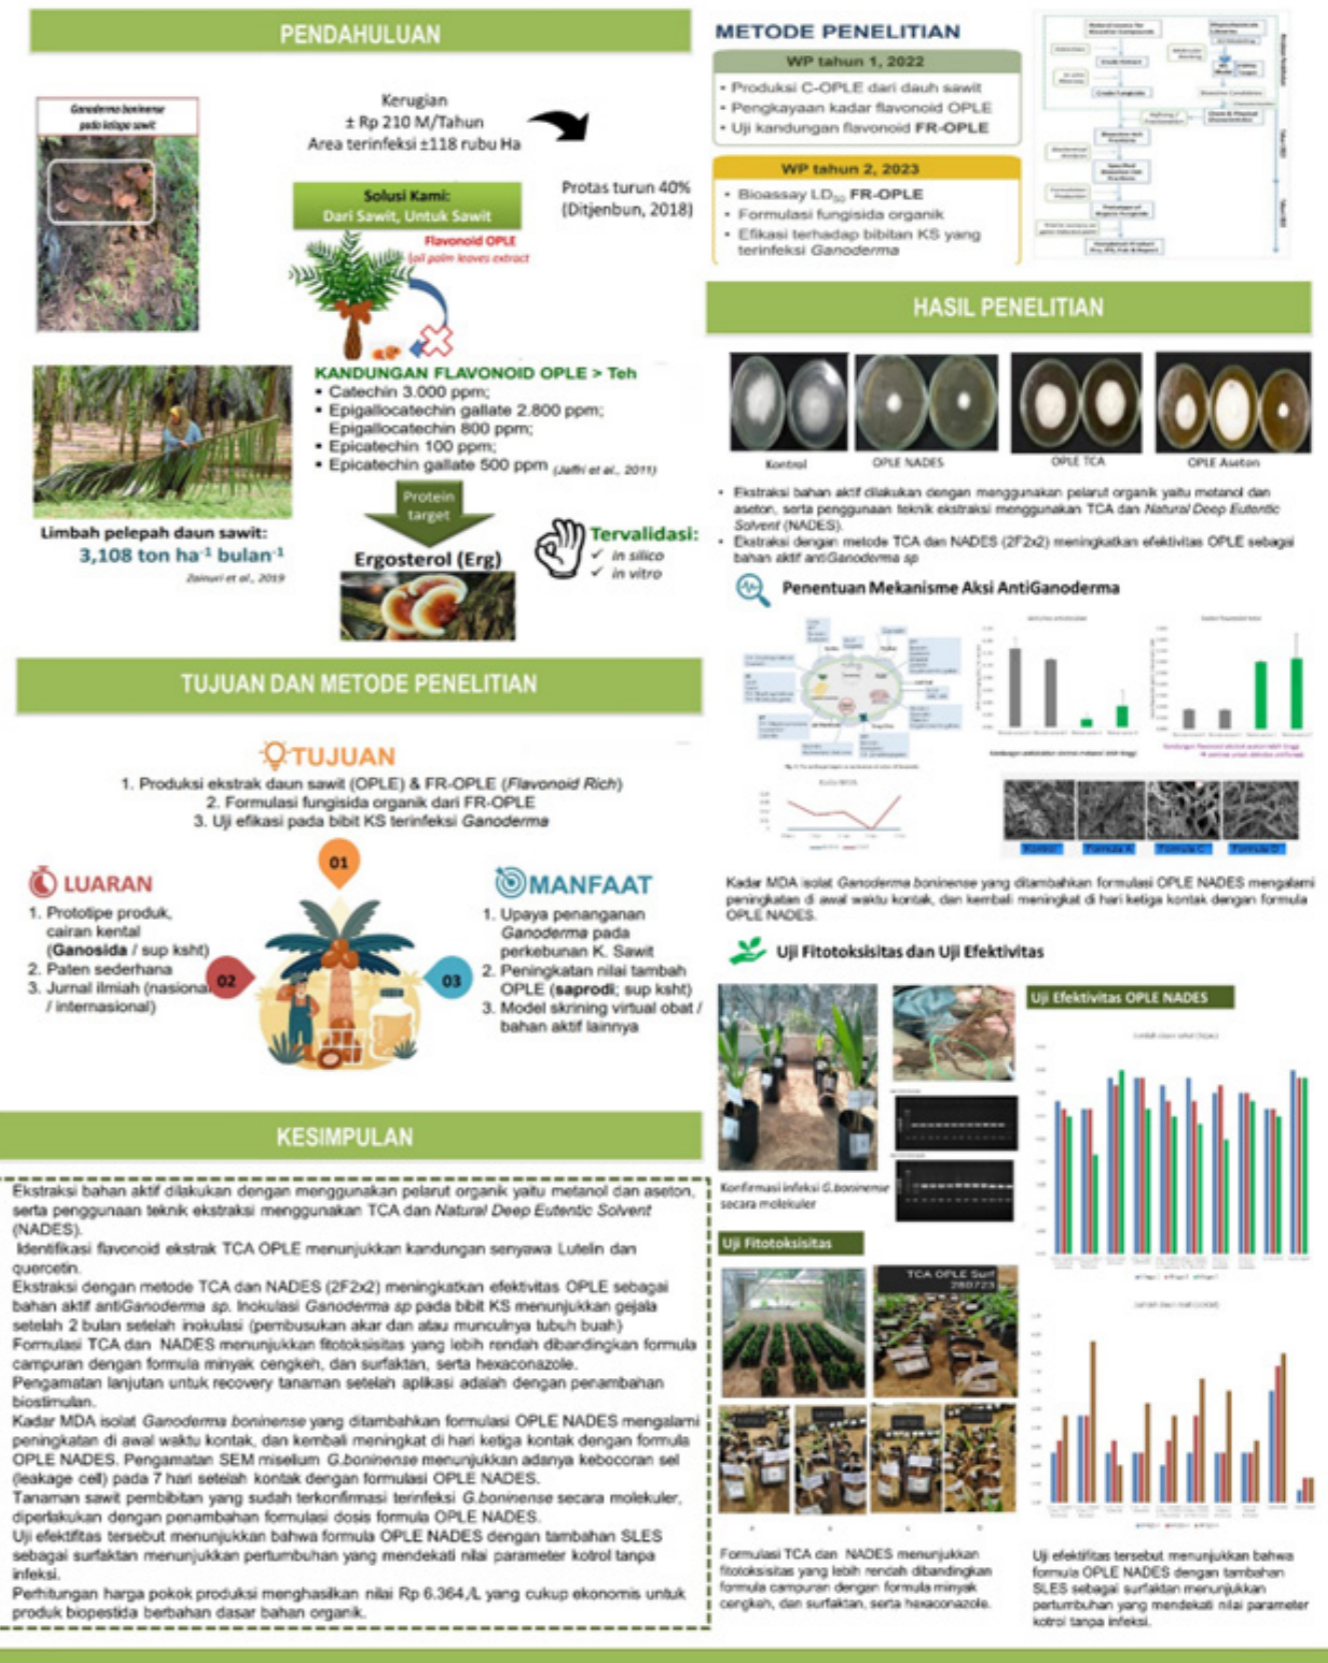 PENDAHULUAN
Ganoderma boninense
pada kelapa sawit
Kerugian
± Rp 210 M/Tahun
Area terinfeksi ±118 rubu Ha
Protas turun 40%
(Ditjenbun, 2018)
Solusi Kami:
Dari Sawit, Untuk Sawit
Flavonoid OPLE
(oil palm leaves extract
KANDUNGAN FLAVONOID OPLE > Teh
▪ Catechin 3.000 ppm;
▪ Epigallocatechin gallate 2.800 ppm;
Epigallocatechin 800 ppm;
▪ Epicatechin 100 ppm;
▪ Epicatechin gallate 500 ppm (Jaffri et al., 2011)
Limbah pelepah daun sawit:
3,108 ton ha-1 bulan-1
Zainuri et al., 2019
Protein
target
Ergosterol (Erg)
Tervalidasi:
✓ in silico
✓ in vitro
TUJUAN DAN METODE PENELITIAN
TUJUAN
1. Produksi ekstrak daun sawit (OPLE) & FR-OPLE (Flavonoid Rich)
2. Formulasi fungisida organik dari FR-OPLE
3. Uji efikasi pada bibit KS terinfeksi Ganoderma
01
LUARAN
1. Prototipe produk,
cairan kental
(Ganosida / sup ksht)
2. Paten sederhana
3. Jurnal ilmiah (nasional
/ internasional)
02
03
MANFAAT
1. Upaya penanganan
Ganoderma pada
perkebunan K. Sawit
2. Peningkatan nilai tambah
OPLE (saprodi; sup ksht)
3. Model skrining virtual obat /
bahan aktif lainnya
KESIMPULAN
Ekstraksi bahan aktif dilakukan dengan menggunakan pelarut organik yaitu metanol dan aseton,
serta penggunaan teknik ekstraksi menggunakan TCA dan Natural Deep Eutentic Solvent
(NADES).
Identifikasi flavonoid ekstrak TCA OPLE menunjukkan kandungan senyawa Lutelin dan
quercetin.
Ekstraksi dengan metode TCA dan NADES (2F2x2) meningkatkan efektivitas OPLE sebagai
bahan aktif antiGanoderma sp. Inokulasi Ganoderma sp pada bibit KS menunjukkan gejala
setelah 2 bulan setelah inokulasi (pembusukan akar dan atau munculnya tubuh buah)
Formulasi TCA dan NADES menunjukkan fitotoksisitas yang lebih rendah dibandingkan formula
campuran dengan formula minyak cengkeh, dan surfaktan, serta hexaconazole.
Pengamatan lanjutan untuk recovery tanaman setelah aplikasi adalah dengan penambahan
biostimulan.
Kadar MDA isolat Ganoderma boninense yang ditambahkan formulasi OPLE NADES mengalami
peningkatan di awal waktu kontak, dan kembali meningkat di hari ketiga kontak dengan formula
OPLE NADES. Pengamatan SEM miselium G.boninense menunjukkan adanya kebocoran sel
(leakage cell) pada 7 hari setelah kontak dengan formulasi OPLE NADES.
Tanaman sawit pembibitan yang sudah terkonfirmasi terinfeksi G.boninense secara molekuler,
diperlakukan dengan penambahan formulasi dosis formula OPLE NADES.
Uji efektifitas tersebut menunjukkan bahwa formula OPLE NADES dengan tambahan SLES
sebagai surfaktan menunjukkan pertumbuhan yang mendekati nilai parameter kotrol tanpa
infeksi.
Perhitungan harga pokok produksi menghasilkan nilai Rp 6.364,/L yang cukup ekonomis untuk
produk biopestida berbahan dasar bahan organik.
METODE PENELITIAN
WP tahun 1, 2022
• Produksi C-OPLE dari dauh sawit
• Pengkayaan kadar flavonoid OPLE
• Uji kandungan flavonoid FR-OPLE
WP tahun 2, 2023
• Bioassay LD50 FR-OPLE
• Formulasi fungisida organik
• Efikasi terhadap bibitan KS yang
terinfeksi Ganoderma
HASIL PENELITIAN
Kontrol
OPLE NADES
OPLE TCA
OPLE Aseton
• Ekstraksi bahan aktif dilakukan dengan menggunakan pelarut organik yaitu metanol dan
aseton, serta penggunaan teknik ekstraksi menggunakan TCA dan Natural Deep Eutentic
Solvent (NADES).
• Ekstraksi dengan metode TCA dan NADES (2F2x2) meningkatkan efektivitas OPLE sebagai
bahan aktif antiGanoderma sp
Penentuan Mekanisme Aksi AntiGanoderma
Kontrol
Formula A
Formula C
Formula D
Kadar MDA isolat Ganoderma boninense yang ditambahkan formulasi OPLE NADES mengalami
peningkatan di awal waktu kontak, dan kembali meningkat di hari ketiga kontak dengan formula
OPLE NADES.
Uji Fitotoksisitas dan Uji Efektivitas
Konfirmasi infeksi G.boninense
secara molekuler
Uji Fitotoksisitas
TCA OPLE Surf
280723
Formulasi TCA dan NADES menunjukkan
fitotoksisitas yang lebih rendah dibandingkan
formula campuran dengan formula minyak
cengkeh, dan surfaktan, serta hexaconazole.
Uji Efektivitas OPLE NADES
Uji efektifitas tersebut menunjukkan bahwa
formula OPLE NADES dengan tambahan
SLES sebagai surfaktan menunjukkan
pertumbuhan yang mendekati nilai parameter
kotrol tanpa infeksi.